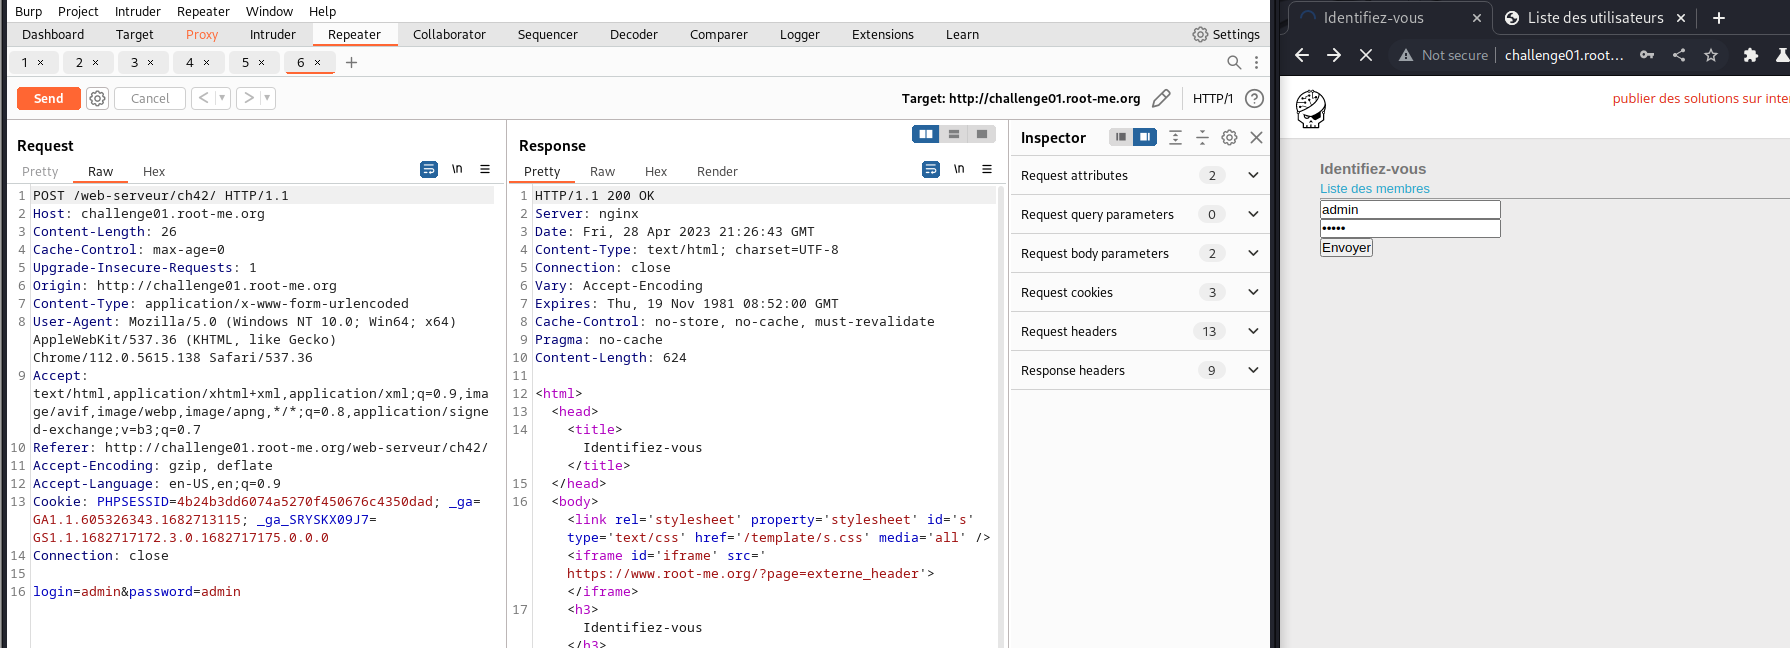 Burp Project Intruder Repeater Window Help
Dashboard Target Proxy Intruder Repeater Collaborator Sequencer Decoder Comparer Logger Extensions Learn Settings
1 × 2 × 3 × 4 × 5 × 6 × +
Send Cancel < > Target: http://challenge01.root-me.org HTTP/1 ?
Request
Pretty Raw Hex \n
1 POST /web-serveur/ch42/ HTTP/1.1
2 Host: challenge01.root-me.org
3 Content-Length: 26
4 Cache-Control: max-age=0
5 Upgrade-Insecure-Requests: 1
6 Origin: http://challenge01.root-me.org
7 Content-Type: application/x-www-form-urlencoded
8 User-Agent: Mozilla/5.0 (Windows NT 10.0; Win64; x64)
AppleWebKit/537.36 (KHTML, like Gecko)
Chrome/112.0.5615.138 Safari/537.36
9 Accept:
text/html,application/xhtml+xml,application/xml;q=0.9,ima
ge/avif,image/webp,image/apng,*/*;q=0.8,application/signe
d-exchange;v=b3;q=0.7
10 Referer: http://challenge01.root-me.org/web-serveur/ch42/
11 Accept-Encoding: gzip, deflate
12 Accept-Language: en-US,en;q=0.9
13 Cookie: PHPSESSID=4b24b3dd6074a5270f450676c4350dad; _ga=
GA1.1.605326343.1682713115; _ga_SRYSKX09J7=
GS1.1.1682717172.3.0.1682717175.0.0.0
14 Connection: close
15
16 login=admin&password=admin
Response
Pretty Raw Hex Render \n
1 HTTP/1.1 200 OK
2 Server: nginx
3 Date: Fri, 28 Apr 2023 21:26:43 GMT
4 Content-Type: text/html; charset=UTF-8
5 Connection: close
6 Vary: Accept-Encoding
7 Expires: Thu, 19 Nov 1981 08:52:00 GMT
8 Cache-Control: no-store, no-cache, must-revalidate
9 Pragma: no-cache
10 Content-Length: 624
11
12 <html>
13 <head>
14 <title>
Identifiez-vous
</title>
15 </head>
16 <body>
<link rel='stylesheet' property='stylesheet' id='s'
type='text/css' href='/template/s.css' media='all' />
<iframe id='iframe' src='
https://www.root-me.org/?page=externe_header'>
</iframe>
17 <h3>
Identifiez-vous
</h3>
Inspector
Request attributes 2
Request query parameters 0
Request body parameters 2
Request cookies 3
Request headers 13
Response headers 9
Identifiez-vous × Liste des utilisateurs × +
Not secure challenge01.root...
publier des solutions sur inter
Identifiez-vous
Liste des membres
admin
•••••
Envoyer